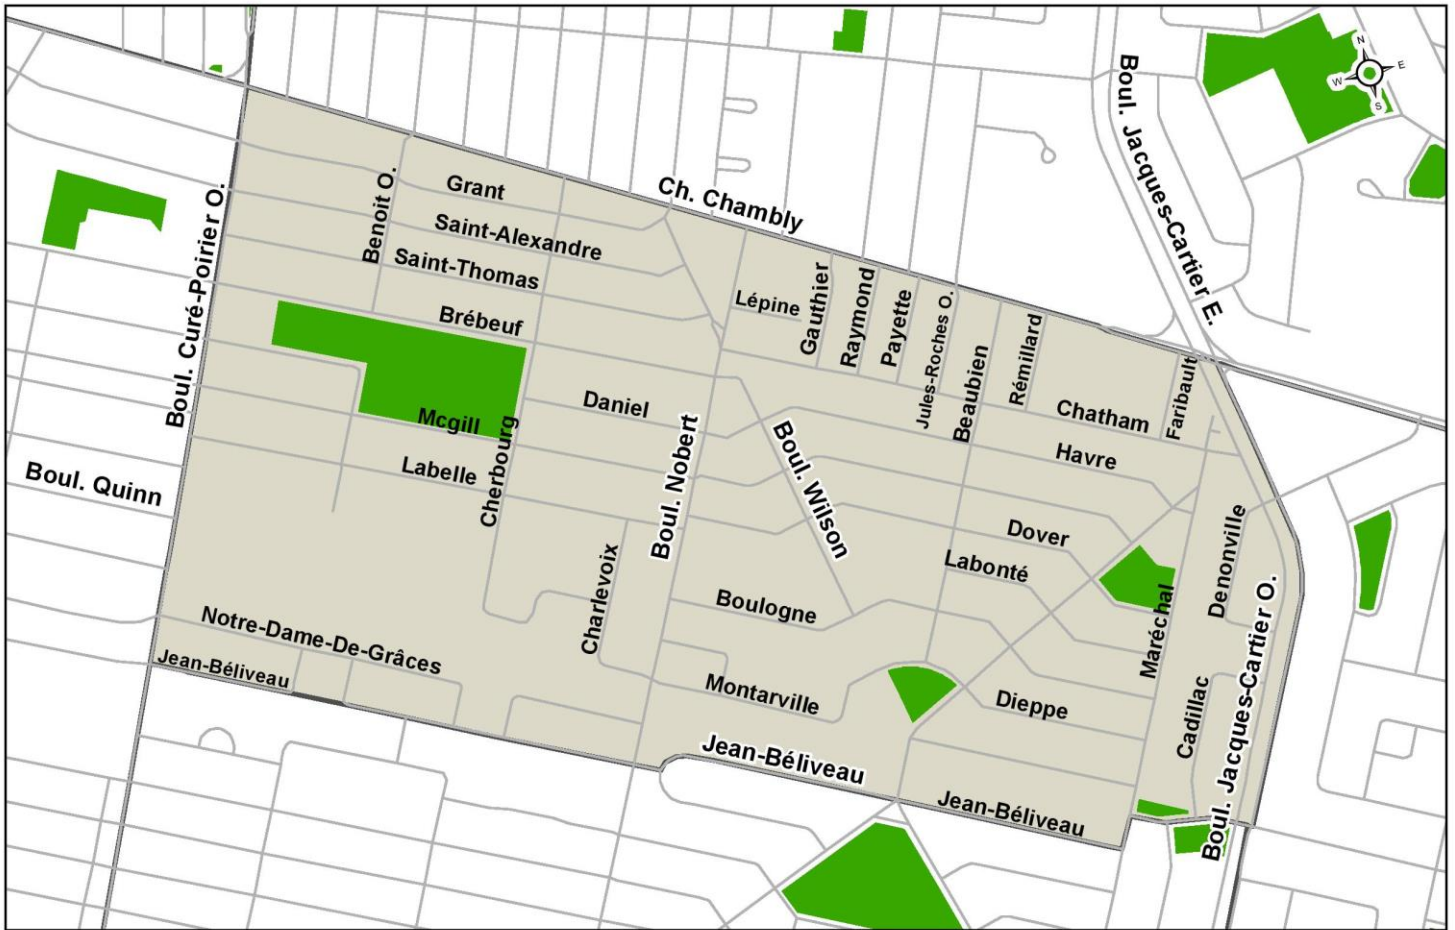 N
W
E
S
Boul. Jacques-Cartier E.
Ch. Chambly
Grant
Benoit O.
Saint-Alexandre
Saint-Thomas
Boul. Curé-Poirier O.
Brébeuf
Lépine
Gauthier
Raymond
Payette
Jules-Roches O.
Beaubien
Rémillard
Chatham
Faribault
Daniel
Mcgill
Cherbourg
Boul. Nobert
Boul. Wilson
Havre
Labelle
Boul. Quinn
Dover
Labonté
Denonville
Charlevoix
Boulogne
Maréchal
Boul. Jacques-Cartier O.
Notre-Dame-De-Grâces
Jean-Béliveau
Montarville
Dieppe
Cadillac
Jean-Béliveau
Jean-Béliveau